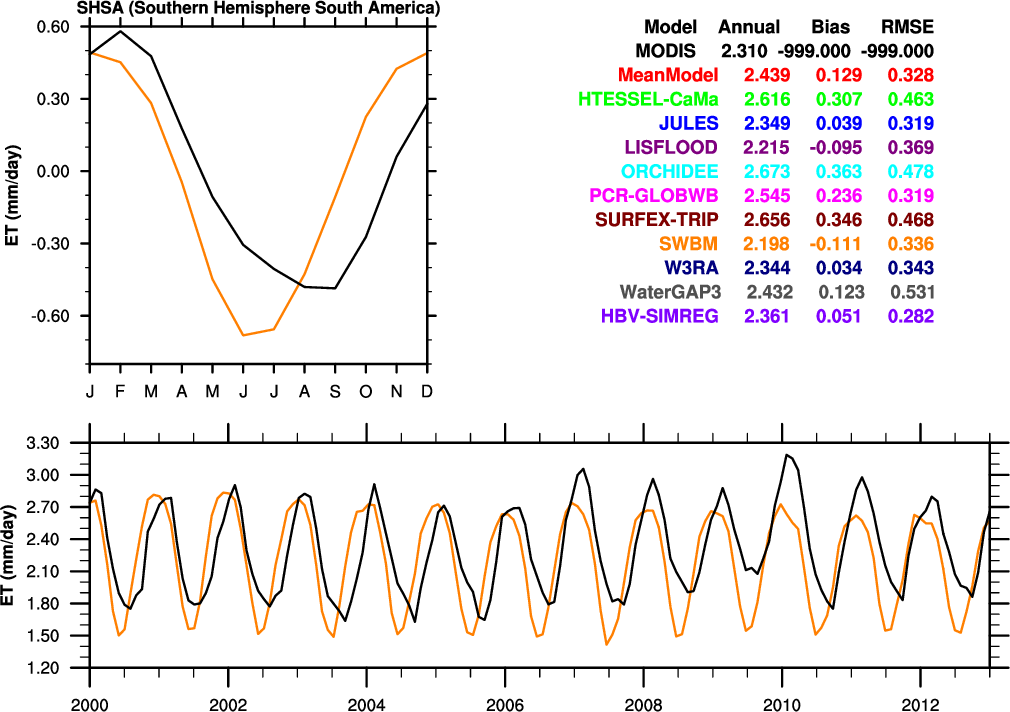 SHSA (Southern Hemisphere South America)
0.60
0.30
0.00
-0.30
-0.60
ET (mm/day)
J F M A M J J A S O N D
Model Annual Bias RMSE
MODIS 2.310 -999.000 -999.000
MeanModel 2.439 0.129 0.328
HTESSEL-CaMa 2.616 0.307 0.463
JULES 2.349 0.039 0.319
LISFLOOD 2.215 -0.095 0.369
ORCHIDEE 2.673 0.363 0.478
PCR-GLOBWB 2.545 0.236 0.319
SURFEX-TRIP 2.656 0.346 0.468
SWBM 2.198 -0.111 0.336
W3RA 2.344 0.034 0.343
WaterGAP3 2.432 0.123 0.531
HBV-SIMREG 2.361 0.051 0.282
3.30
3.00
2.70
2.40
2.10
1.80
1.50
1.20
ET (mm/day)
2000 2002 2004 2006 2008 2010 2012